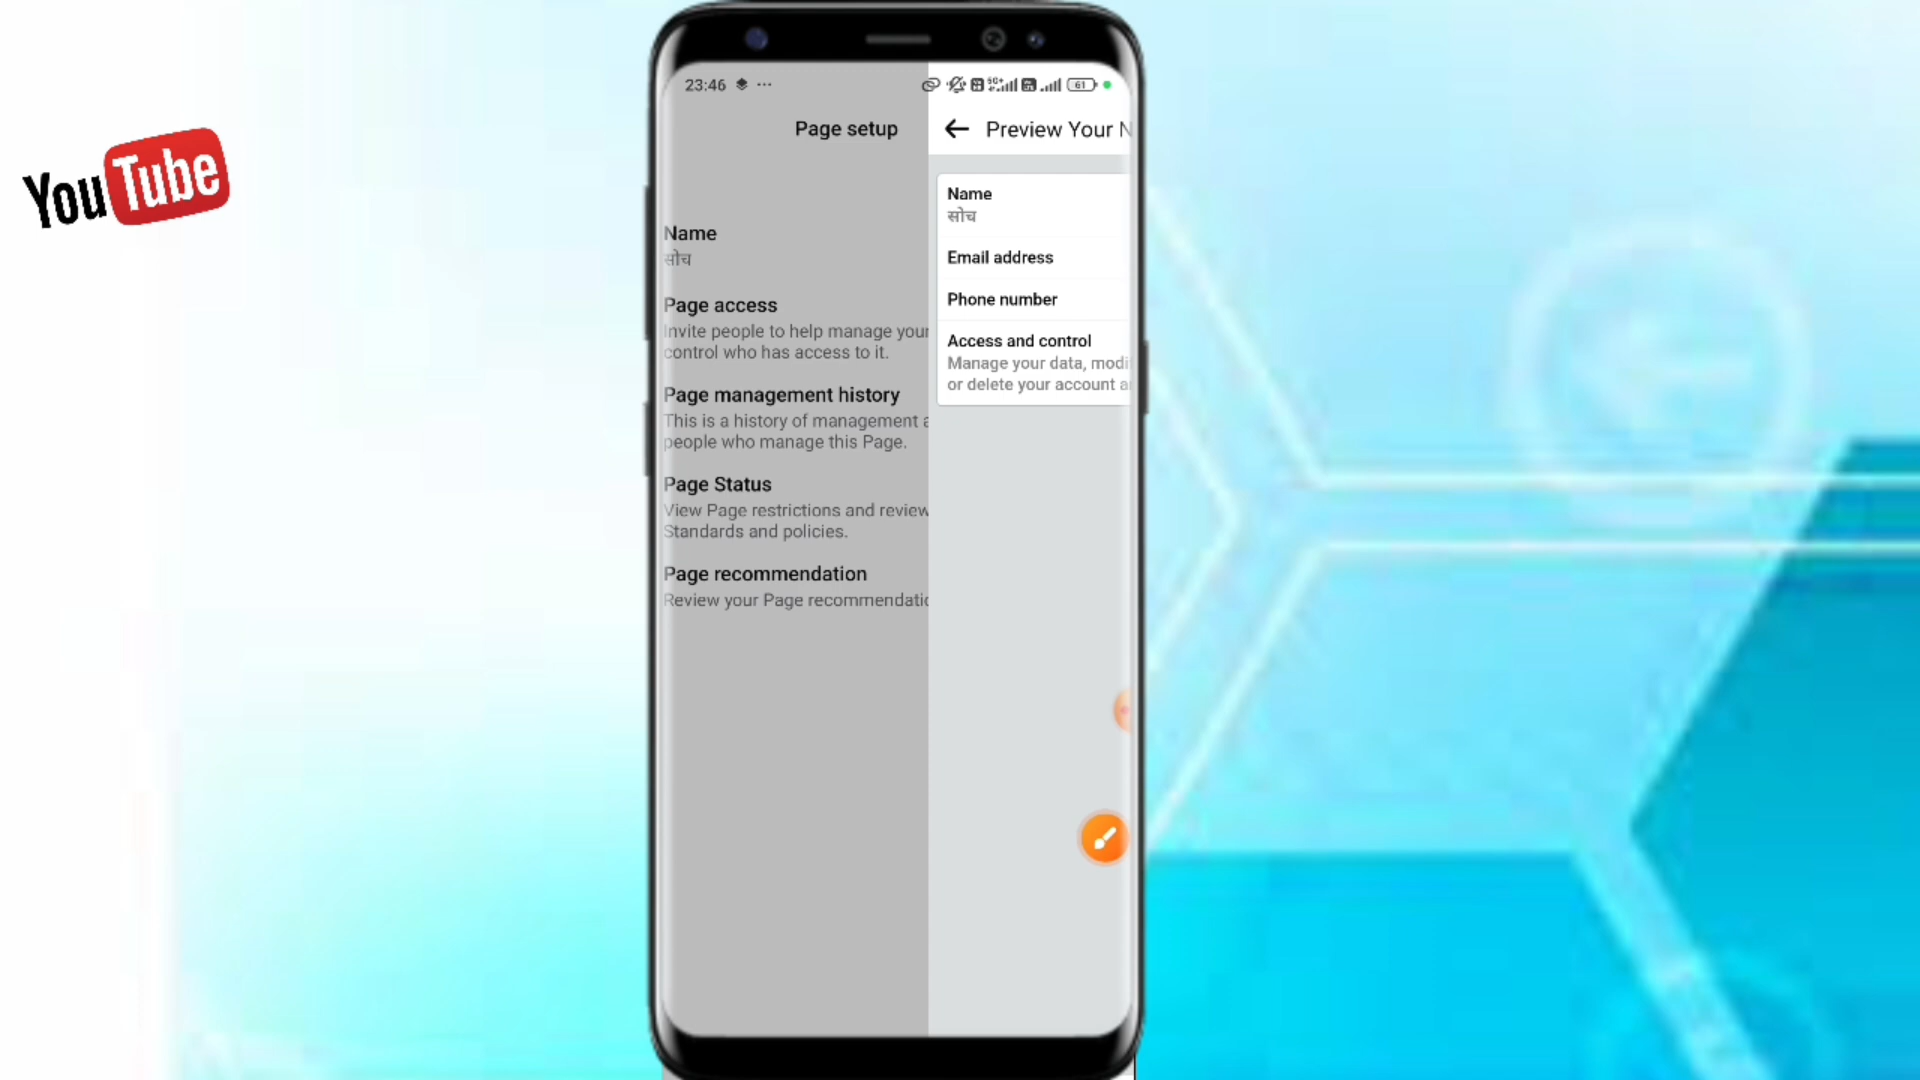 YouTube
23:46
61
Page setup
Name
सोच
Page access
Invite people to help manage your
control who has access to it.
Page management history
This is a history of management a
people who manage this Page.
Page Status
View Page restrictions and review
Standards and policies.
Page recommendation
Review your Page recommendatio
Preview Your N
Name
सोच
Email address
Phone number
Access and control
Manage your data, modi
or delete your account a